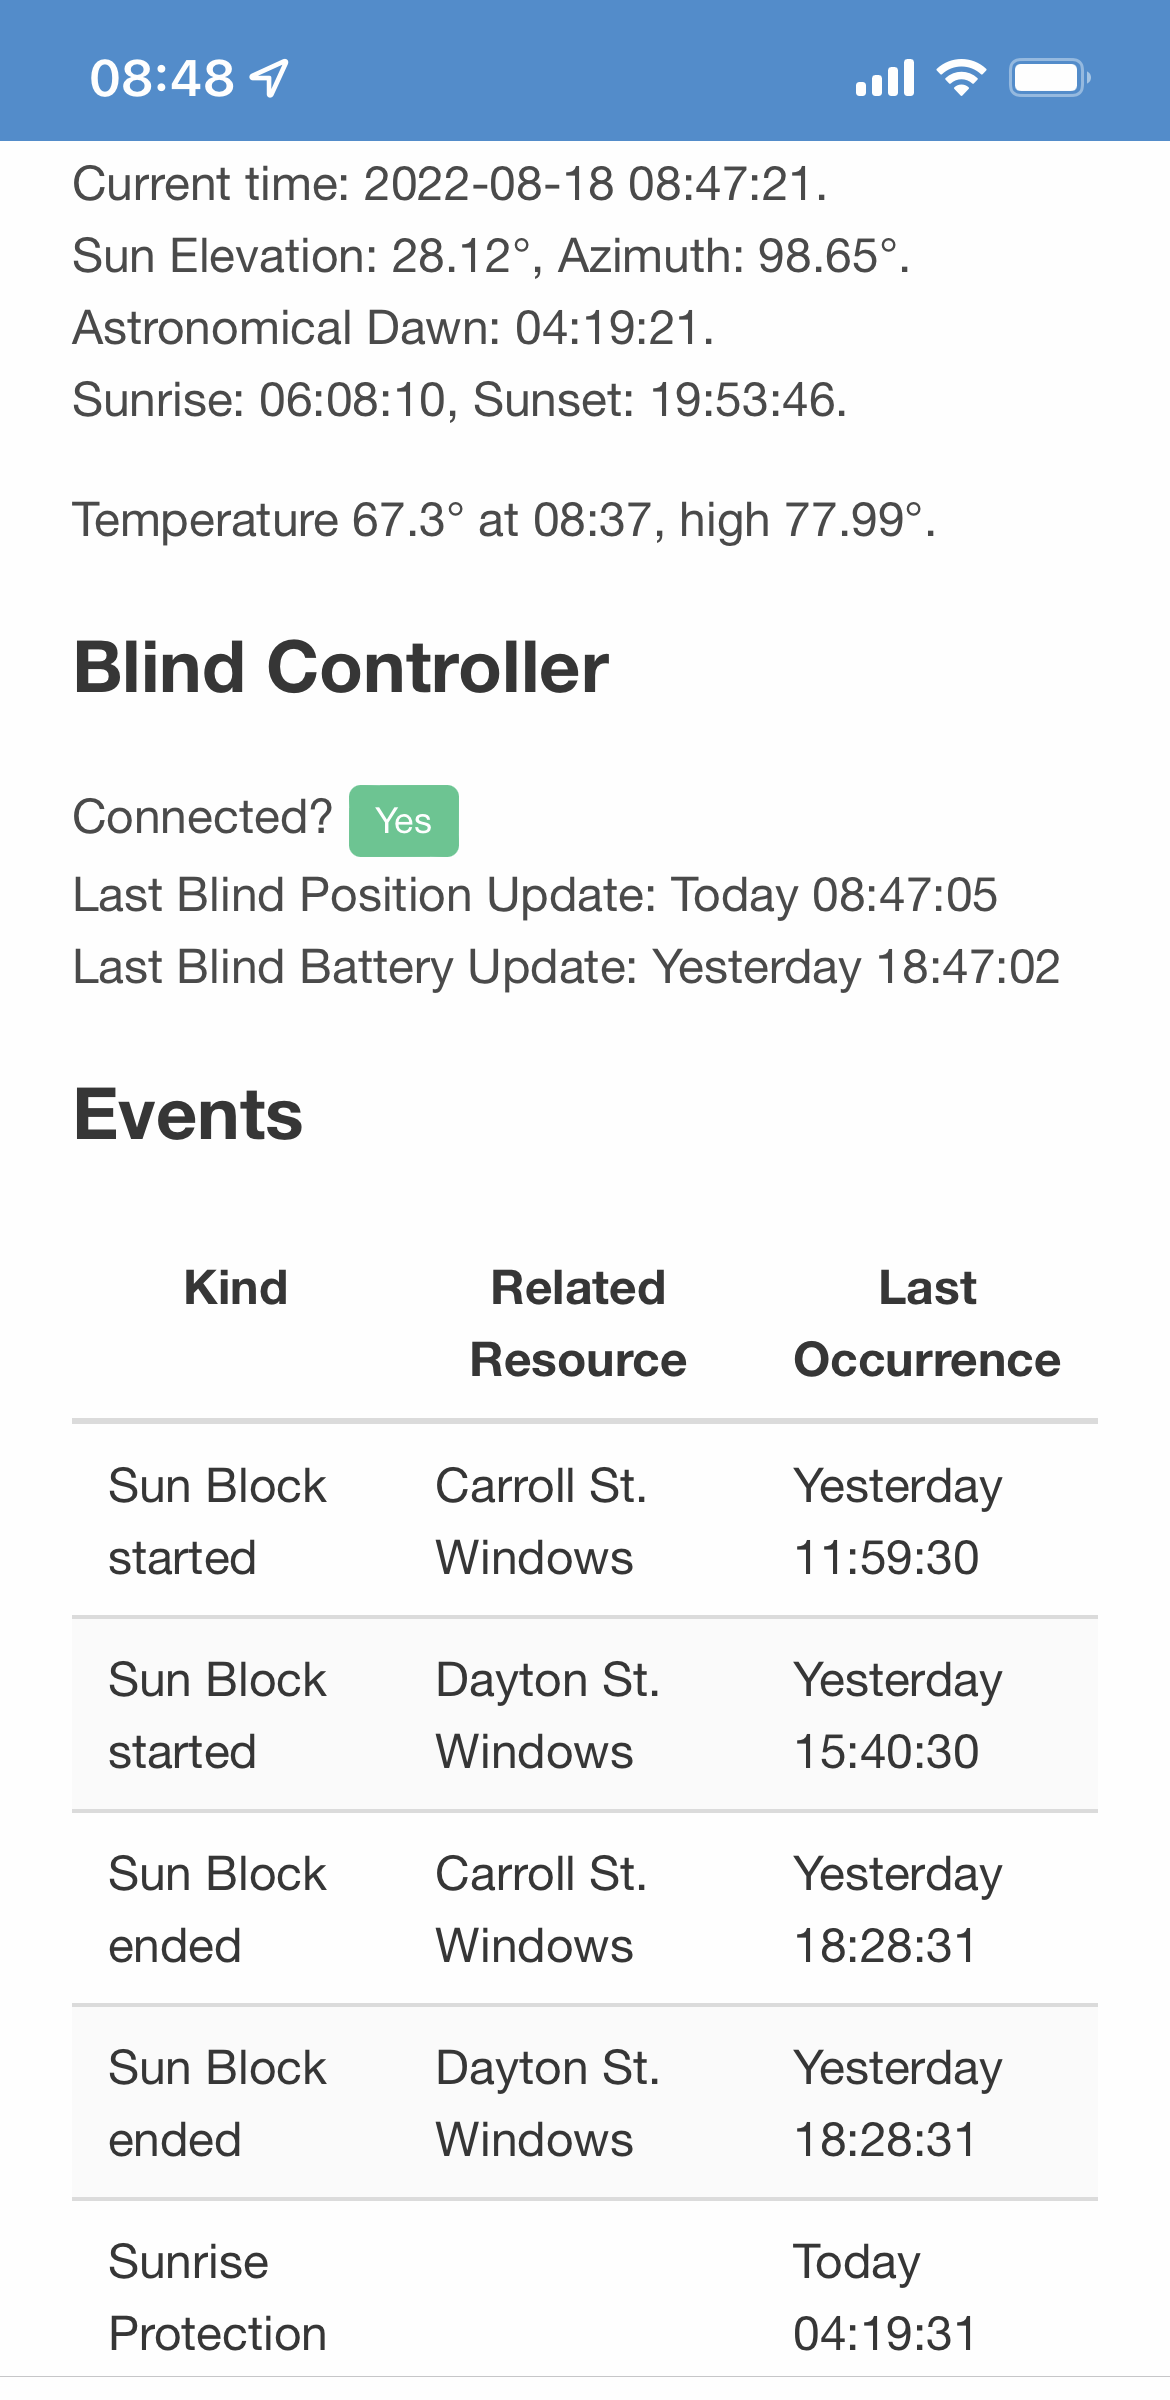 08:48
Current time: 2022-08-18 08:47:21.
Sun Elevation: 28.12°, Azimuth: 98.65°.
Astronomical Dawn: 04:19:21.
Sunrise: 06:08:10, Sunset: 19:53:46.
Temperature 67.3° at 08:37, high 77.99°.
Blind Controller
Connected? Yes
Last Blind Position Update: Today 08:47:05
Last Blind Battery Update: Yesterday 18:47:02
Events
Kind Related Last
Resource Occurrence
Sun Block Carroll St. Yesterday
started Windows 11:59:30
Sun Block Dayton St. Yesterday
started Windows 15:40:30
Sun Block Carroll St. Yesterday
ended Windows 18:28:31
Sun Block Dayton St. Yesterday
ended Windows 18:28:31
Sunrise Today
Protection 04:19:31